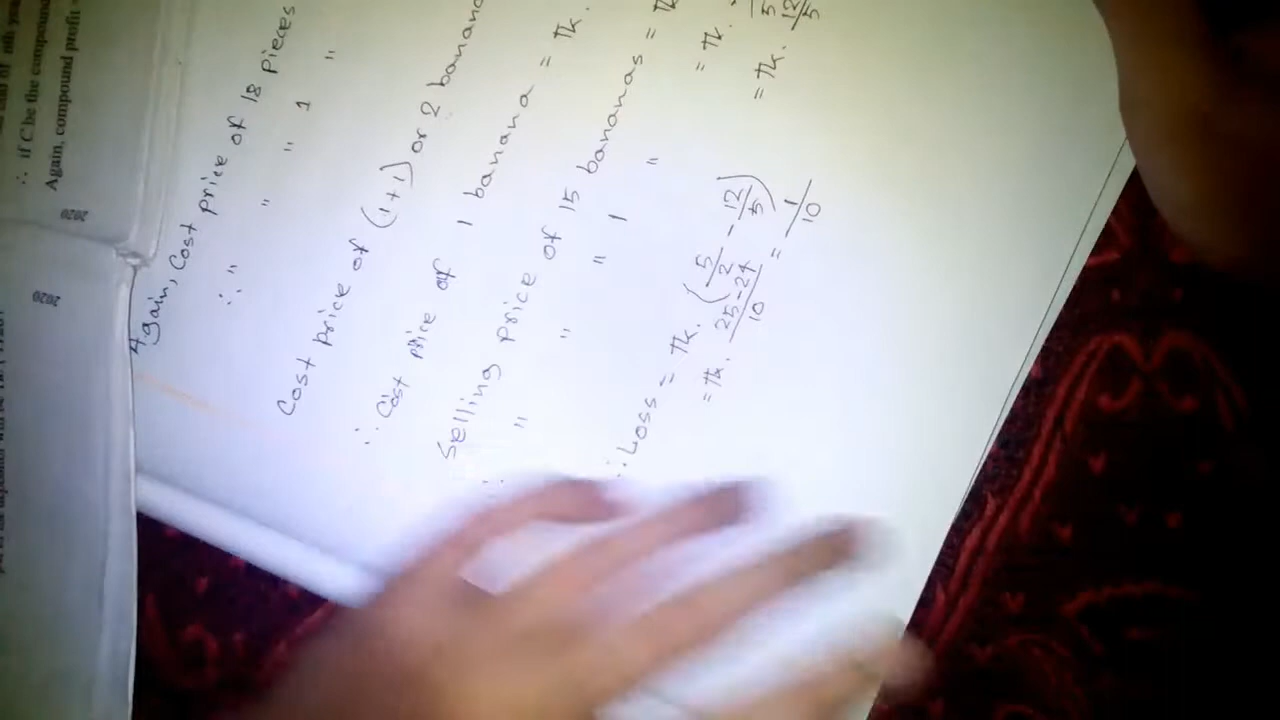 ∴ if C be the compound
Again, compound profit =
2020
2020
Again, Cost price of 18 pieces
∴ " " " 1 "
Cost price of (1+1) or 2 banana
∴ Cost price of 1 banana = Tk.
Selling price of 15 bananas = Tk
∴ " " " 1 " = Tk.
= Tk. 12/5
∴ Loss = Tk. (5/2 - 12/5)
= Tk. 25-24/10 = 1/10